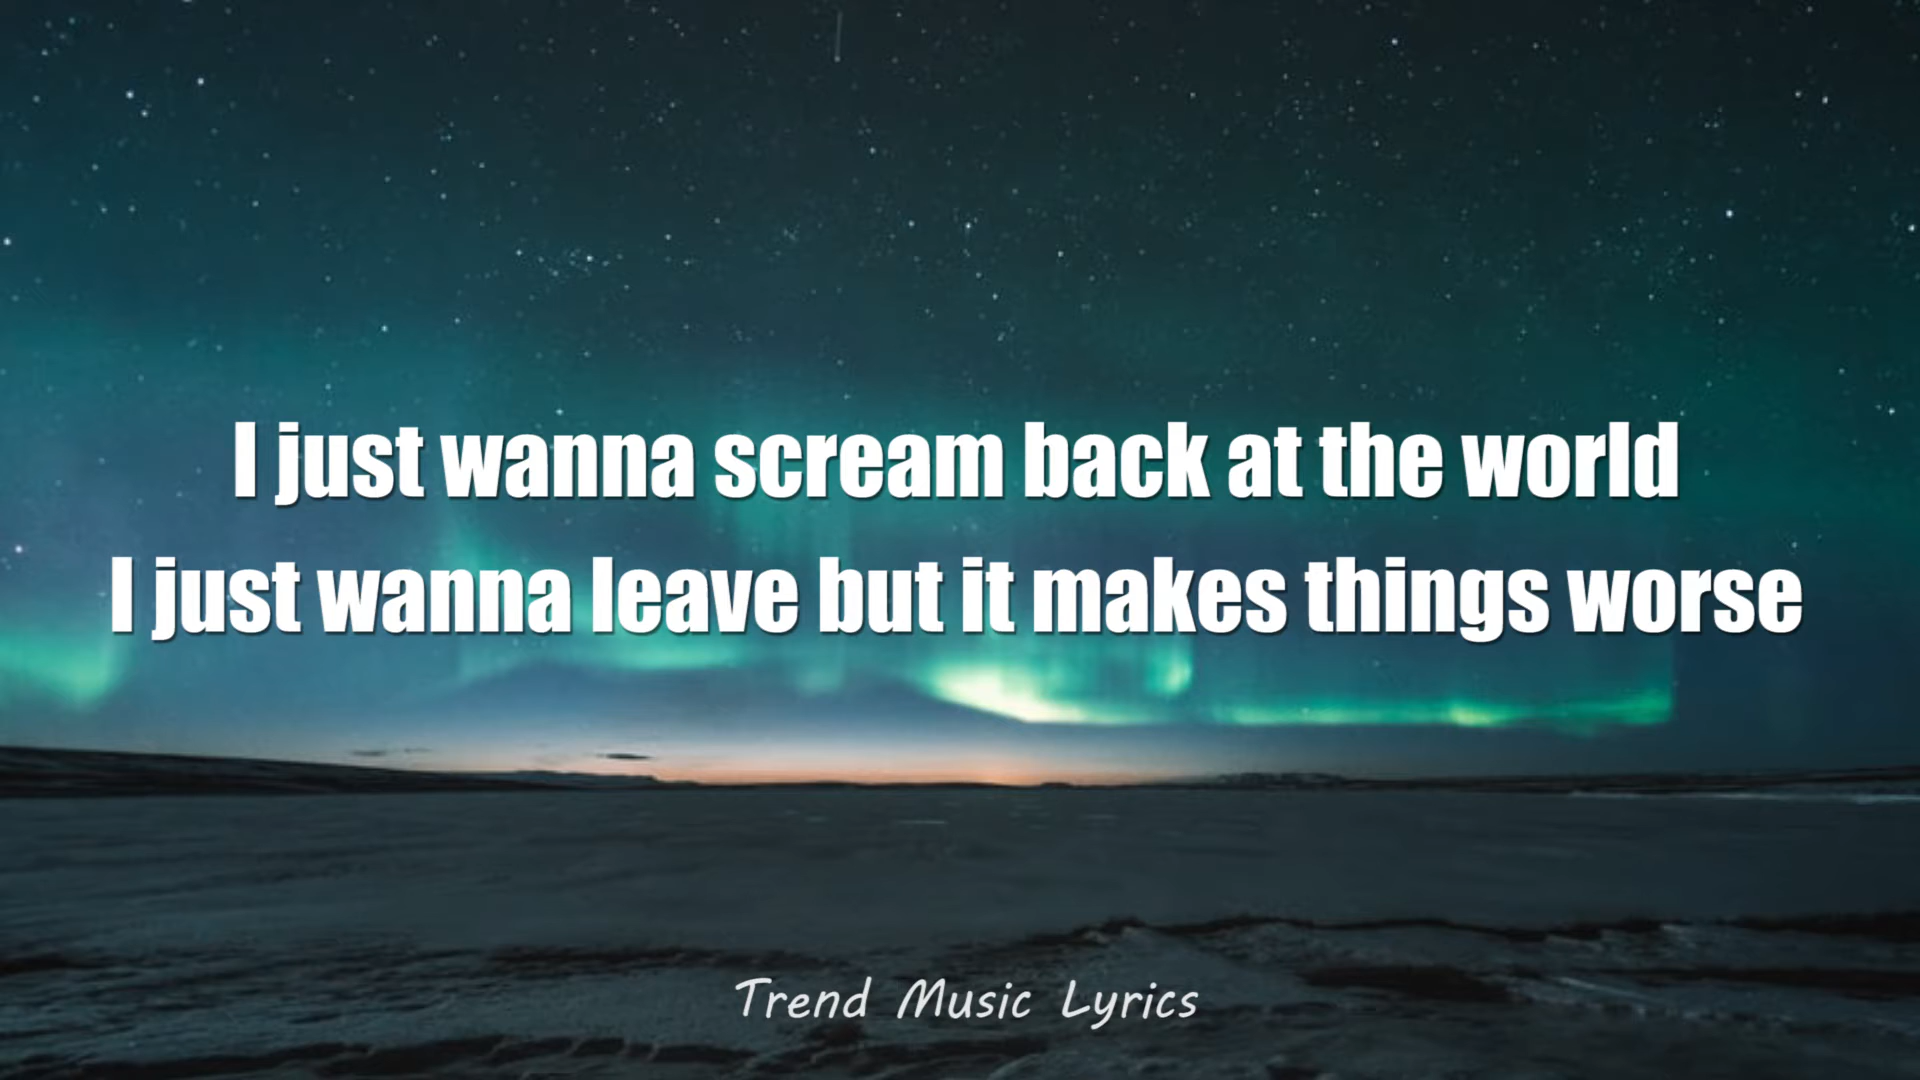 I just wanna scream back at the world
I just wanna leave but it makes things worse
Trend Music Lyrics